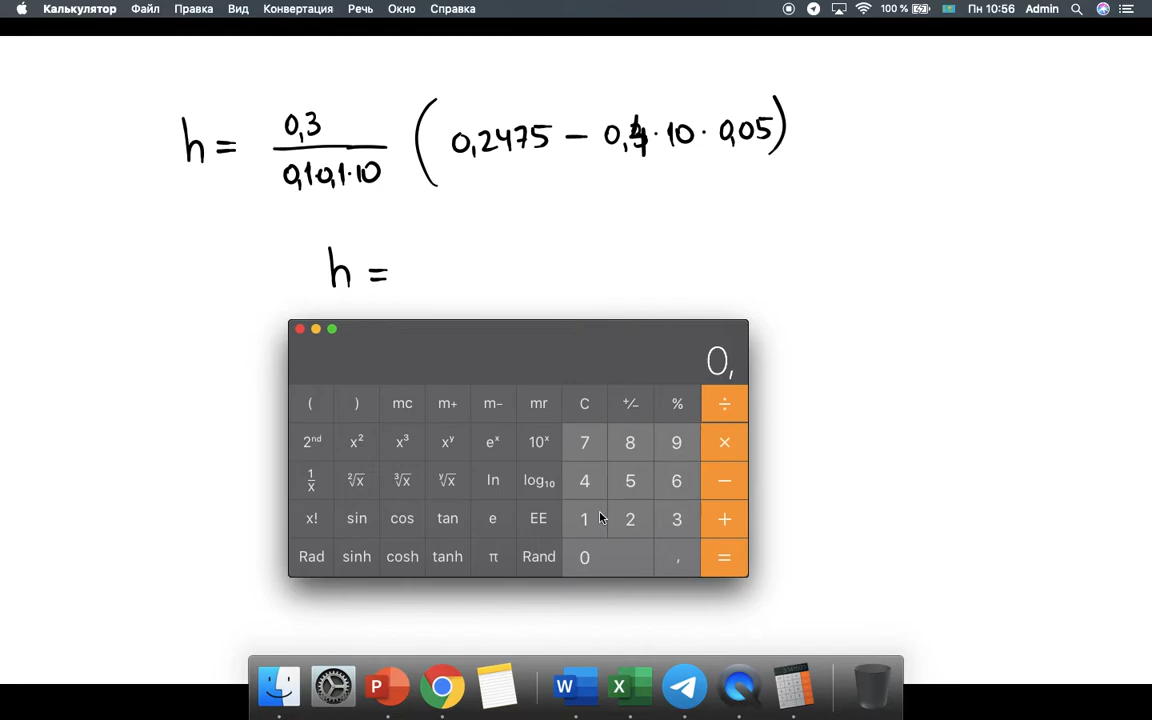 Калькулятор Файл Правка Вид Конвертация Речь Окно Справка 100 % Пн 10:56 Admin
h = 0,3 / 0,1·0,1·10 ( 0,2475 − 0, · 10 · 0,05 )
h =
0,
( ) mc m+ m− mr C ⁺⁄₋ % ÷
2ⁿᵈ x² x³ xʸ eˣ 10ˣ 7 8 9 ×
1/x ²√x ³√x ʸ√x ln log₁₀ 4 5 6 −
x! sin cos tan e EE 1 2 3 +
Rad sinh cosh tanh π Rand 0 , =
P W X